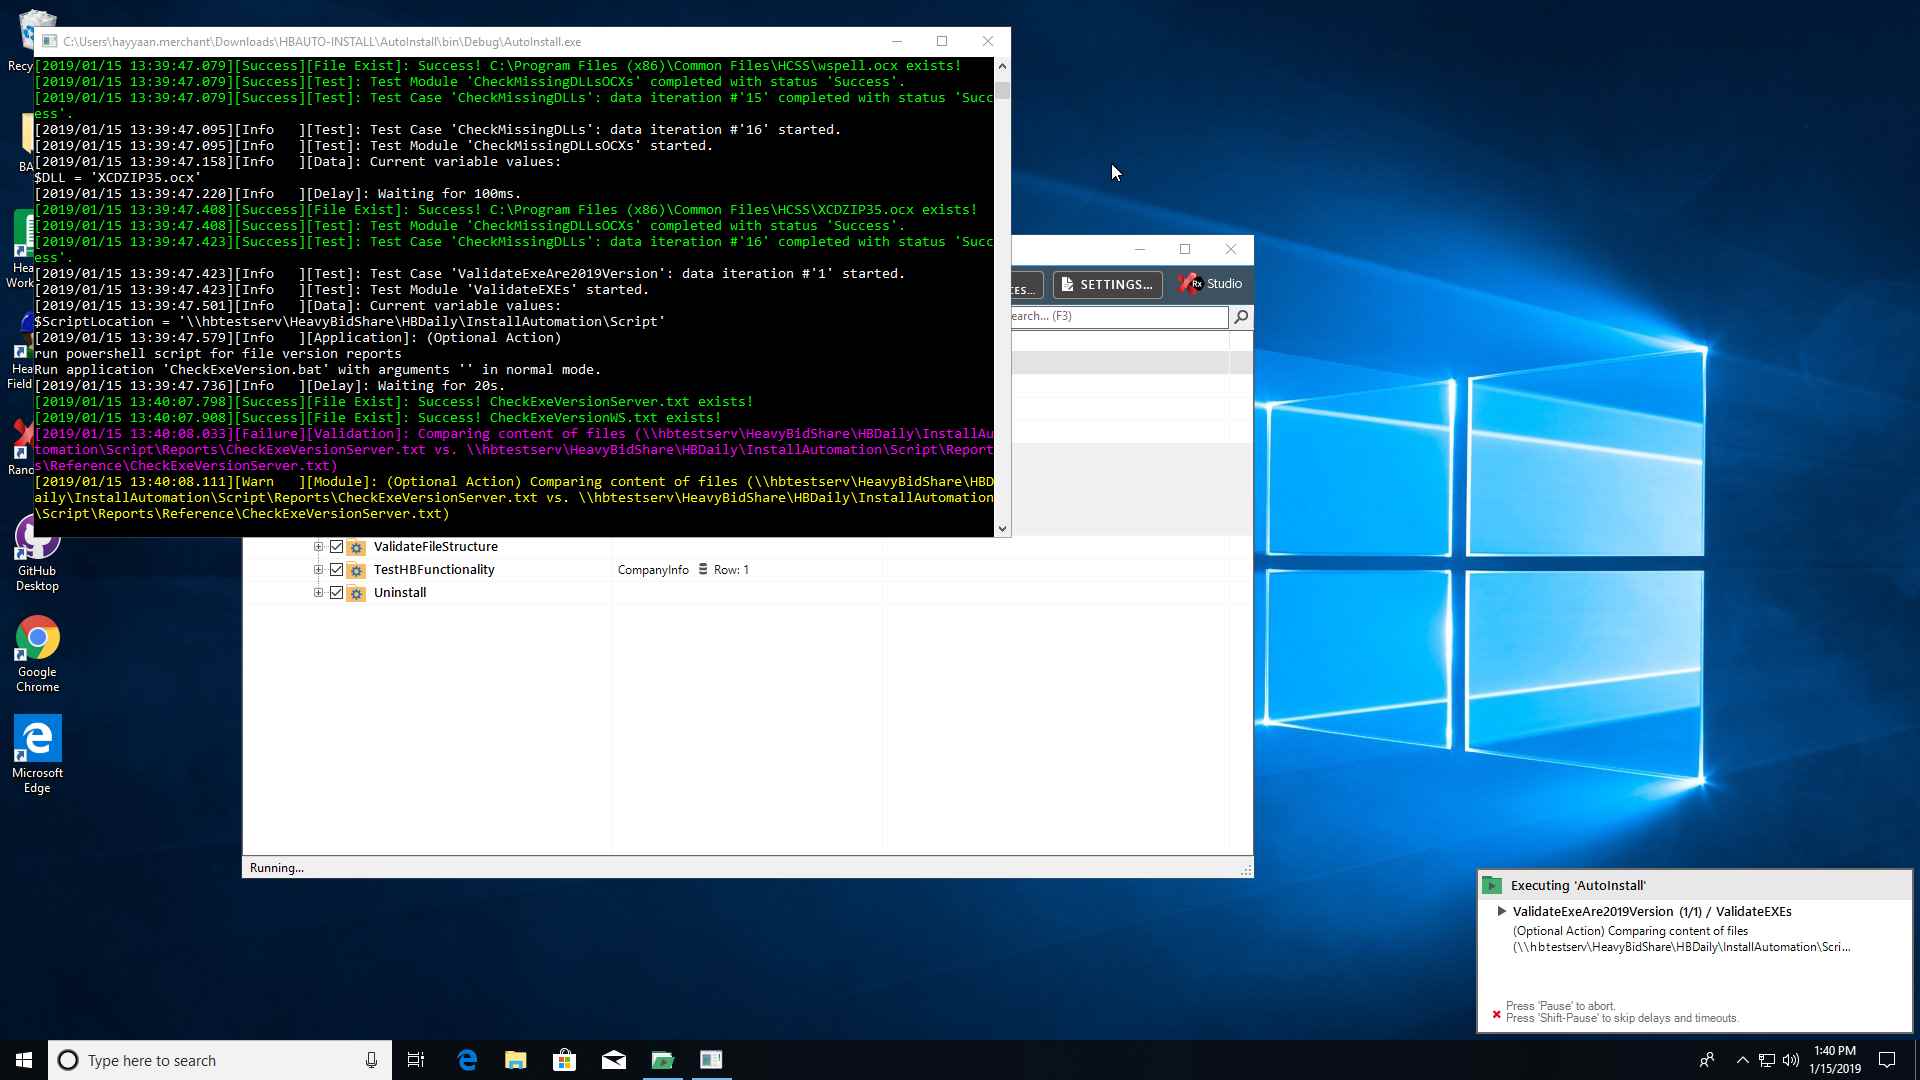 Recy
BA
Hea
Work
Hea
Field
Rano
GitHub
Desktop
Google
Chrome
Microsoft
Edge
C:\Users\hayyaan.merchant\Downloads\HBAUTO-INSTALL\AutoInstall\bin\Debug\AutoInstall.exe
[2019/01/15 13:39:47.079][Success][File Exist]: Success! C:\Program Files (x86)\Common Files\HCSS\wspell.ocx exists!
[2019/01/15 13:39:47.079][Success][Test]: Test Module 'CheckMissingDLLsOCXs' completed with status 'Success'.
[2019/01/15 13:39:47.079][Success][Test]: Test Case 'CheckMissingDLLs': data iteration #'15' completed with status 'Succ
ess'.
[2019/01/15 13:39:47.095][Info   ][Test]: Test Case 'CheckMissingDLLs': data iteration #'16' started.
[2019/01/15 13:39:47.095][Info   ][Test]: Test Module 'CheckMissingDLLsOCXs' started.
[2019/01/15 13:39:47.158][Info   ][Data]: Current variable values:
$DLL = 'XCDZIP35.ocx'
[2019/01/15 13:39:47.220][Info   ][Delay]: Waiting for 100ms.
[2019/01/15 13:39:47.408][Success][File Exist]: Success! C:\Program Files (x86)\Common Files\HCSS\XCDZIP35.ocx exists!
[2019/01/15 13:39:47.408][Success][Test]: Test Module 'CheckMissingDLLsOCXs' completed with status 'Success'.
[2019/01/15 13:39:47.423][Success][Test]: Test Case 'CheckMissingDLLs': data iteration #'16' completed with status 'Succ
ess'.
[2019/01/15 13:39:47.423][Info   ][Test]: Test Case 'ValidateExeAre2019Version': data iteration #'1' started.
[2019/01/15 13:39:47.423][Info   ][Test]: Test Module 'ValidateEXEs' started.
[2019/01/15 13:39:47.501][Info   ][Data]: Current variable values:
$ScriptLocation = '\\hbtestserv\HeavyBidShare\HBDaily\InstallAutomation\Script'
[2019/01/15 13:39:47.579][Info   ][Application]: (Optional Action)
run powershell script for file version reports
Run application 'CheckExeVersion.bat' with arguments '' in normal mode.
[2019/01/15 13:39:47.736][Info   ][Delay]: Waiting for 20s.
[2019/01/15 13:40:07.798][Success][File Exist]: Success! CheckExeVersionServer.txt exists!
[2019/01/15 13:40:07.908][Success][File Exist]: Success! CheckExeVersionWS.txt exists!
[2019/01/15 13:40:08.033][Failure][Validation]: Comparing content of files (\\hbtestserv\HeavyBidShare\HBDaily\InstallAu
tomation\Script\Reports\CheckExeVersionServer.txt vs. \\hbtestserv\HeavyBidShare\HBDaily\InstallAutomation\Script\Report
s\Reference\CheckExeVersionServer.txt)
[2019/01/15 13:40:08.111][Warn   ][Module]: (Optional Action) Comparing content of files (\\hbtestserv\HeavyBidShare\HBD
aily\InstallAutomation\Script\Reports\CheckExeVersionServer.txt vs. \\hbtestserv\HeavyBidShare\HBDaily\InstallAutomation
\Script\Reports\Reference\CheckExeVersionServer.txt)
CES...
SETTINGS...
Rx Studio
earch... (F3)
ValidateFileStructure
TestHBFunctionality CompanyInfo Row: 1
Uninstall
Running...
Executing 'AutoInstall'
ValidateExeAre2019Version (1/1) / ValidateEXEs
(Optional Action) Comparing content of files
(\\hbtestserv\HeavyBidShare\HBDaily\InstallAutomation\Scri...
Press 'Pause' to abort.
Press 'Shift-Pause' to skip delays and timeouts.
Type here to search
1:40 PM
1/15/2019